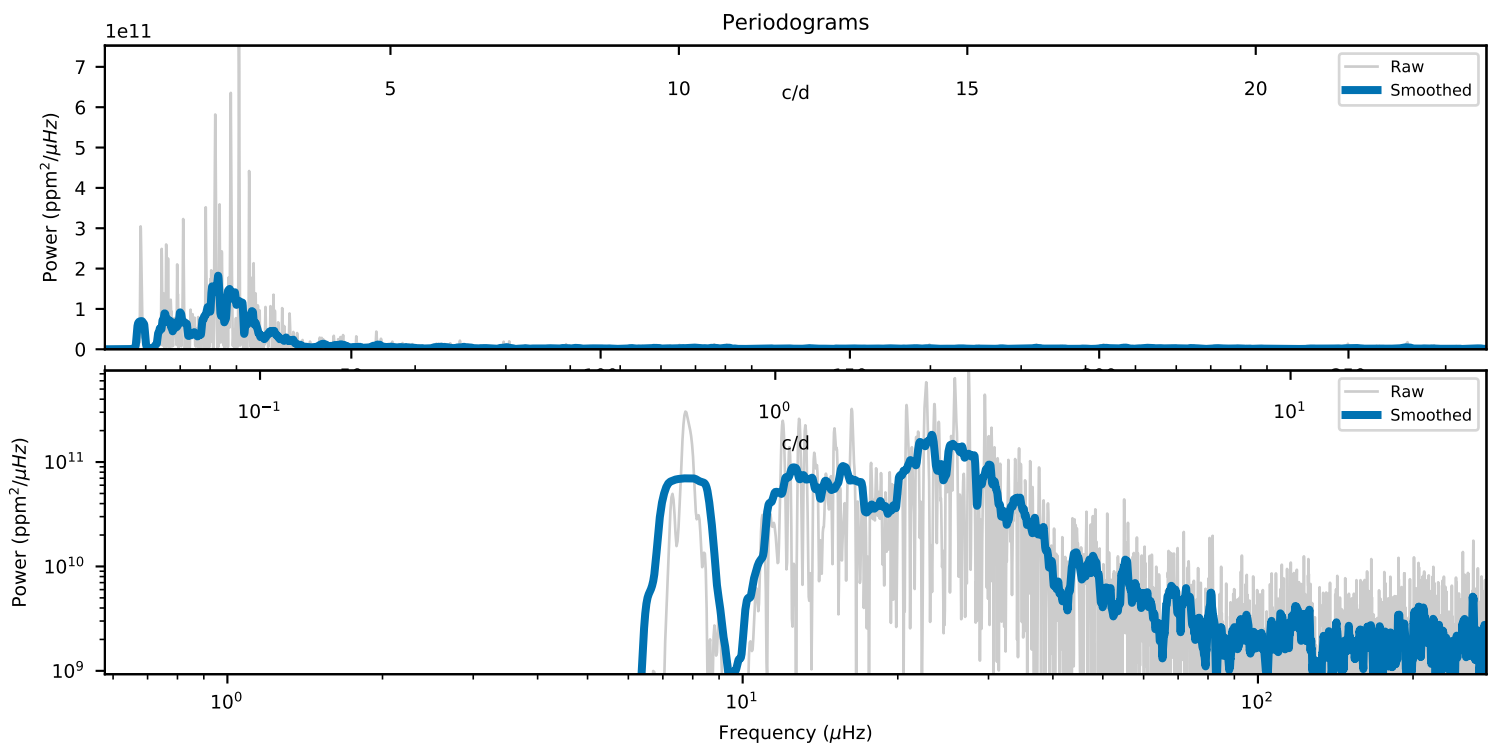 Periodograms
1e11
7
6
5
4
3
2
1
0
Power (ppm²/μHz)
5 10 15 20
c/d
Raw
Smoothed
10⁻¹ 10⁰ 10¹
c/d
Raw
Smoothed
10¹¹
10¹⁰
10⁹
Power (ppm²/μHz)
10⁰ 10¹ 10²
Frequency (μHz)